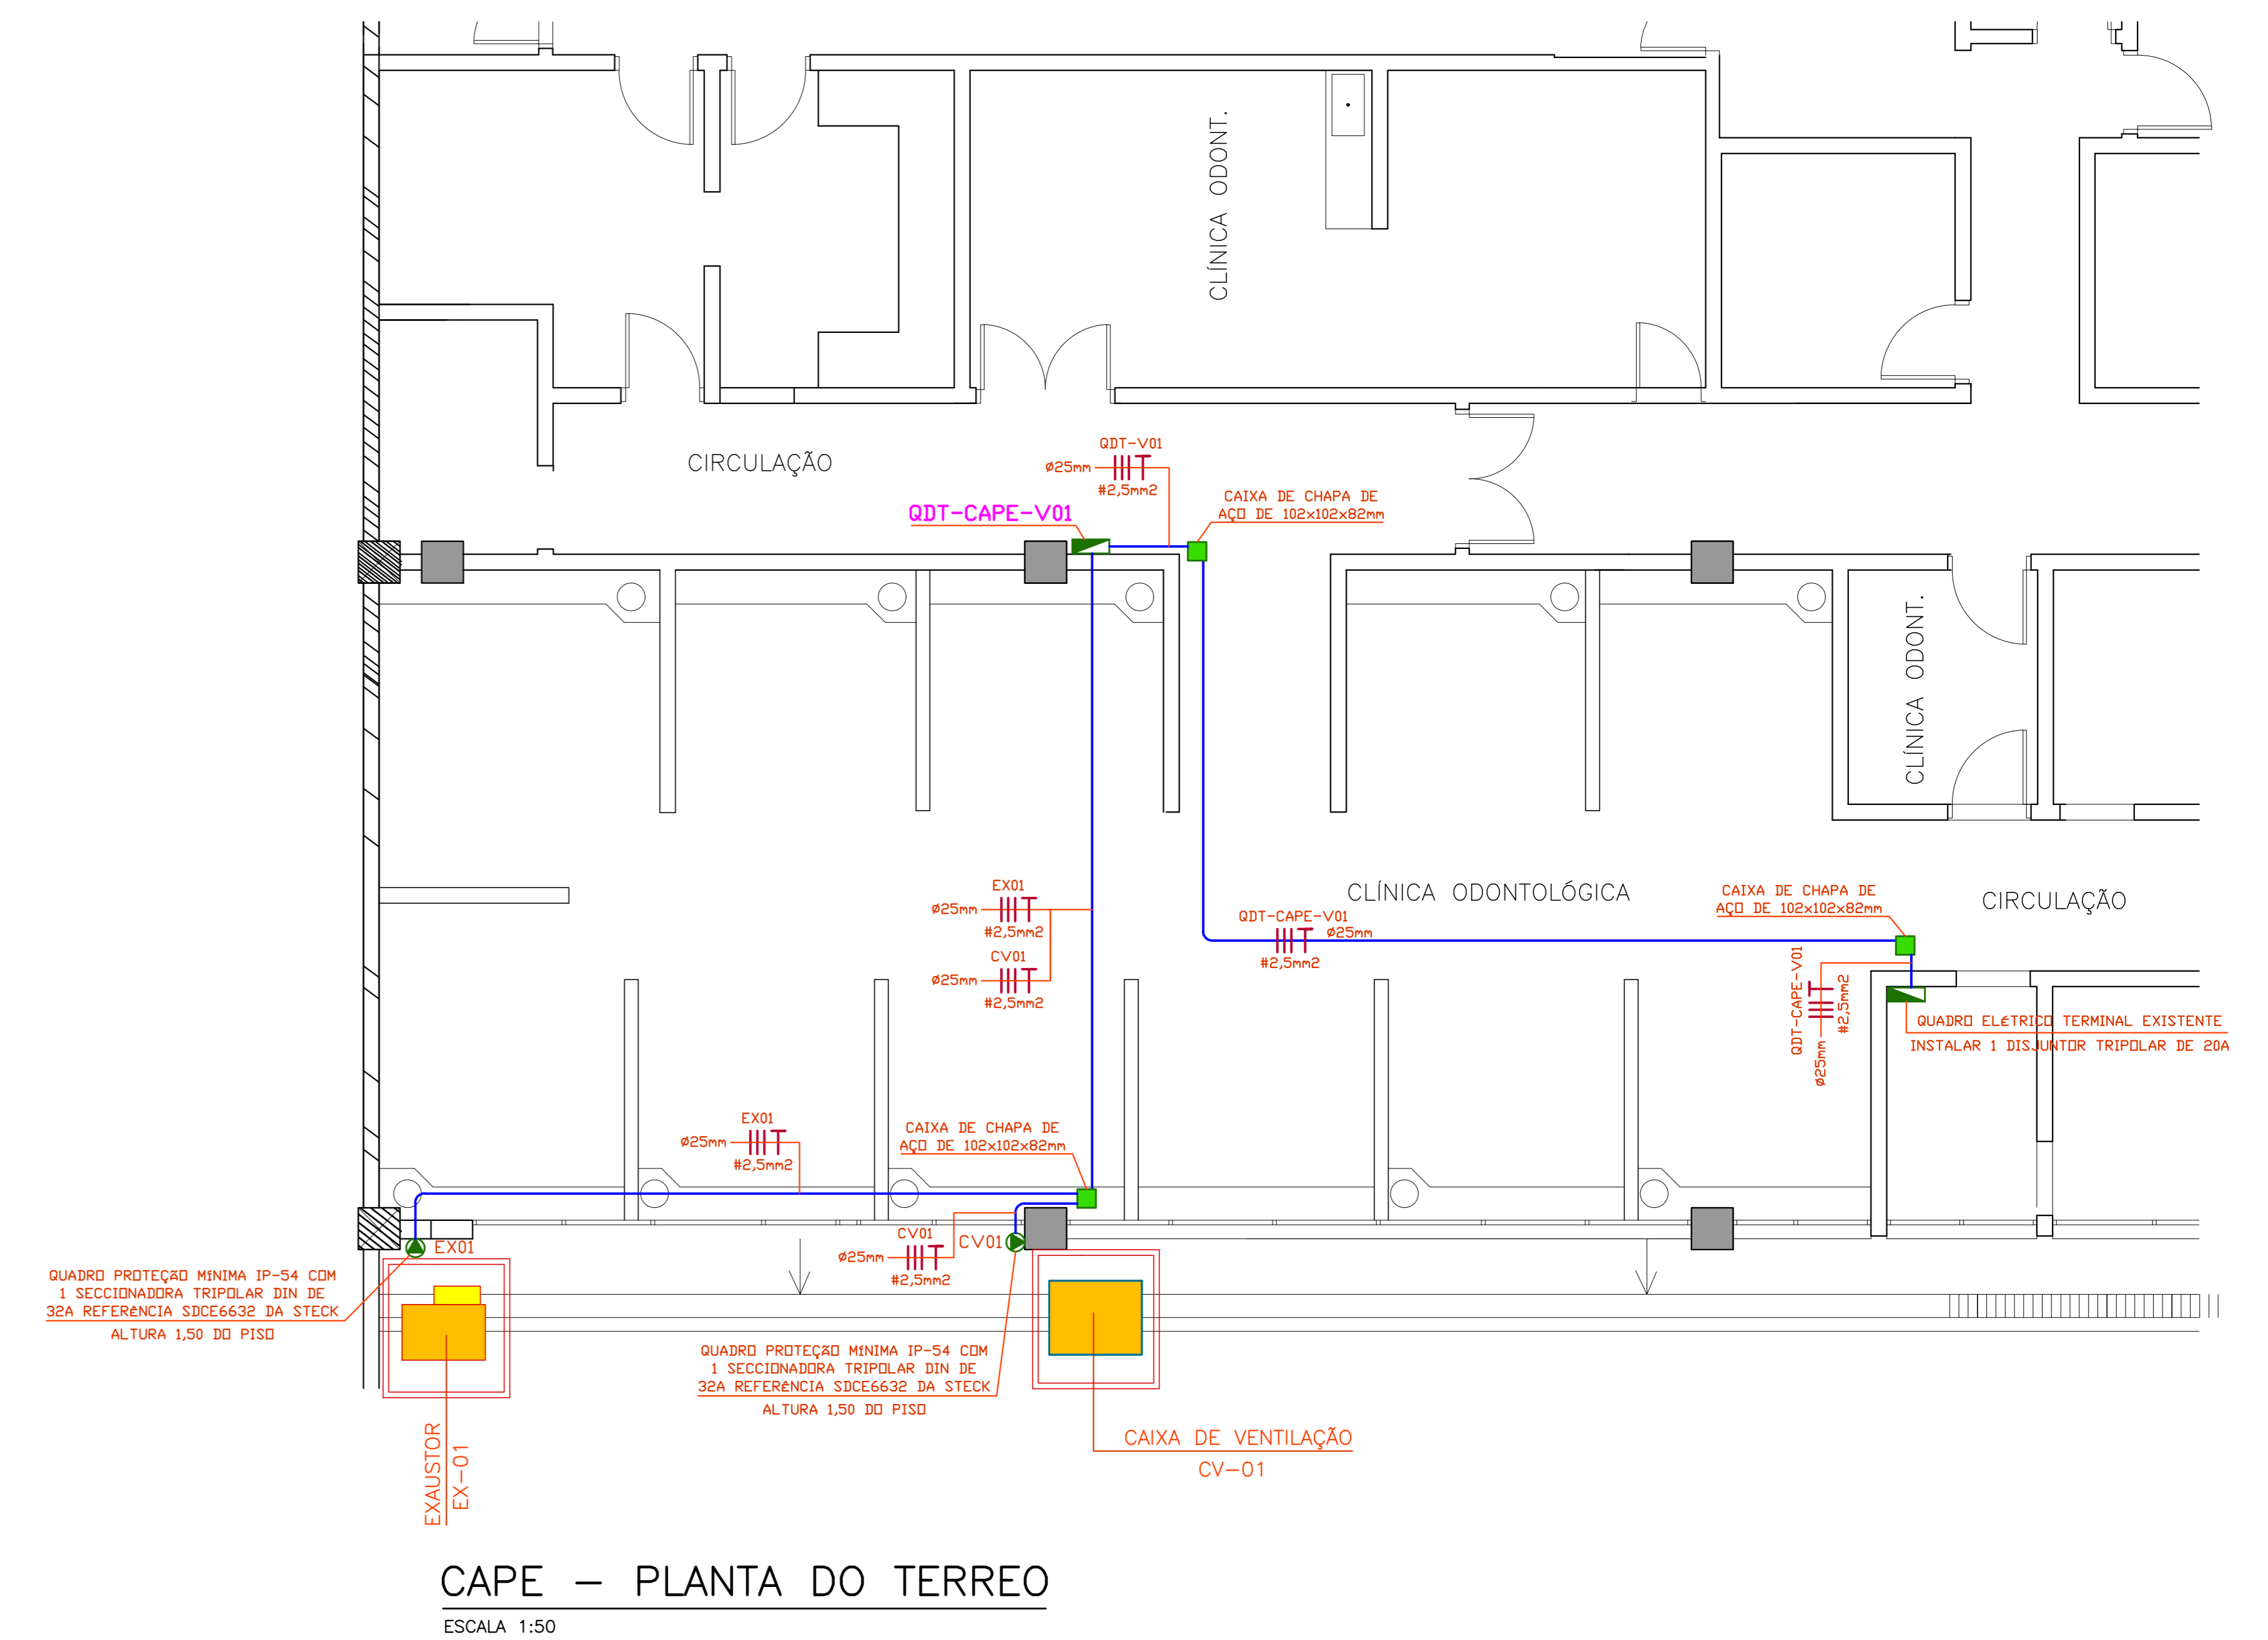 CLÍNICA ODONT.
CIRCULAÇÃO
QDT-V01
Ø25mm
#2,5mm2
CAIXA DE CHAPA DE
AÇO DE 102x102x82mm
QDT-CAPE-V01
CLÍNICA ODONT.
EX01
Ø25mm
#2,5mm2
CV01
Ø25mm
#2,5mm2
CLÍNICA ODONTOLÓGICA
QDT-CAPE-V01
Ø25mm
#2,5mm2
CAIXA DE CHAPA DE
AÇO DE 102x102x82mm
CIRCULAÇÃO
QDT-CAPE-V01
Ø25mm
#2,5mm2
QUADRO ELÉTRICO TERMINAL EXISTENTE
INSTALAR 1 DISJUNTOR TRIPOLAR DE 20A
EX01
Ø25mm
#2,5mm2
CAIXA DE CHAPA DE
AÇO DE 102x102x82mm
EX01
CV01
Ø25mm
#2,5mm2
CV01
QUADRO PROTEÇÃO MÍNIMA IP-54 COM
1 SECCIONADORA TRIPOLAR DIN DE
32A REFERÊNCIA SDCE6632 DA STECK
ALTURA 1,50 DO PISO
QUADRO PROTEÇÃO MÍNIMA IP-54 COM
1 SECCIONADORA TRIPOLAR DIN DE
32A REFERÊNCIA SDCE6632 DA STECK
ALTURA 1,50 DO PISO
EXAUSTOR
EX-01
CAIXA DE VENTILAÇÃO
CV-01
CAPE - PLANTA DO TERREO
ESCALA 1:50